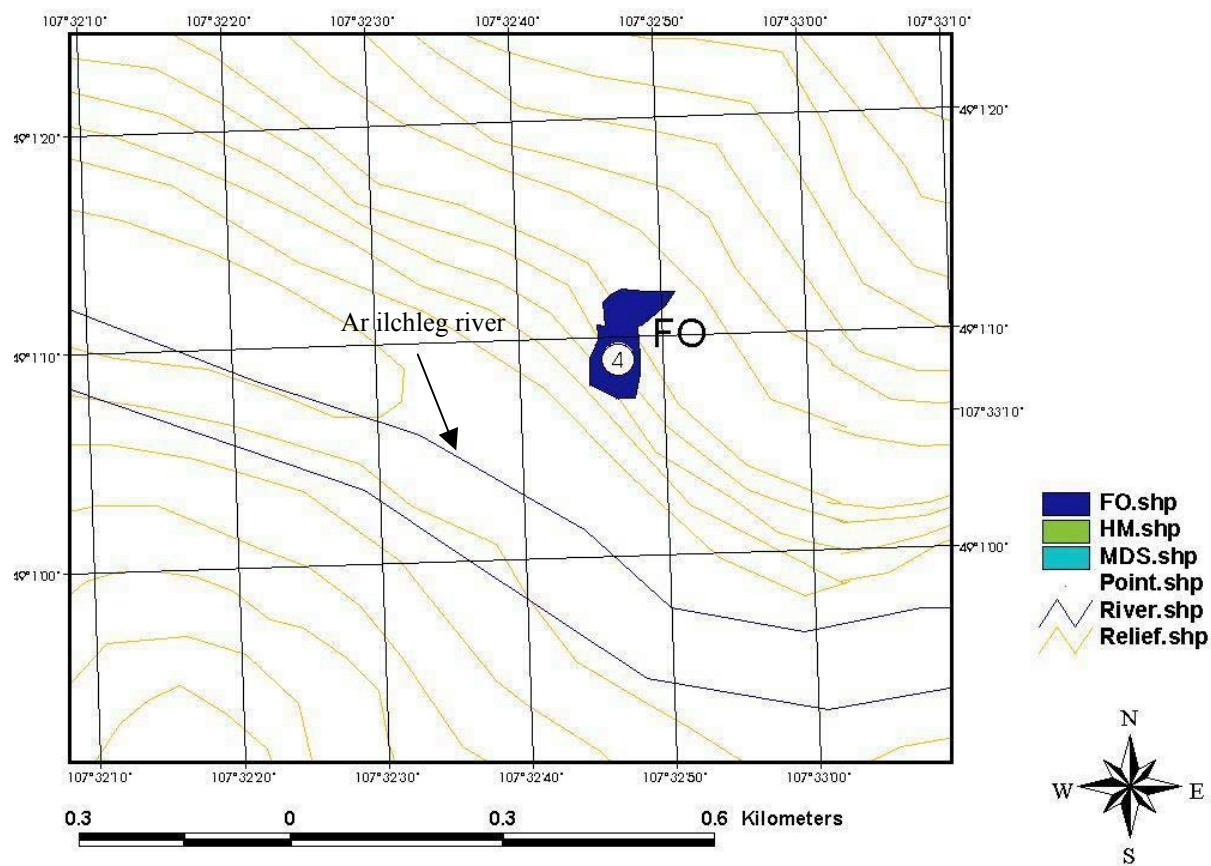 107°32'10" 107°32'20" 107°32'30" 107°32'40" 107°32'50" 107°33'00" 107°33'10"
49°1'20" 49°1'20"
Ar ilchleg river
FO
49°1'10" 49°1'10"
4
107°33'10"
49°1'00" 49°1'00"
107°32'10" 107°32'20" 107°32'30" 107°32'40" 107°32'50" 107°33'00"
0.3 0 0.3 0.6 Kilometers
FO.shp
HM.shp
MDS.shp
Point.shp
River.shp
Relief.shp
N
W E
S